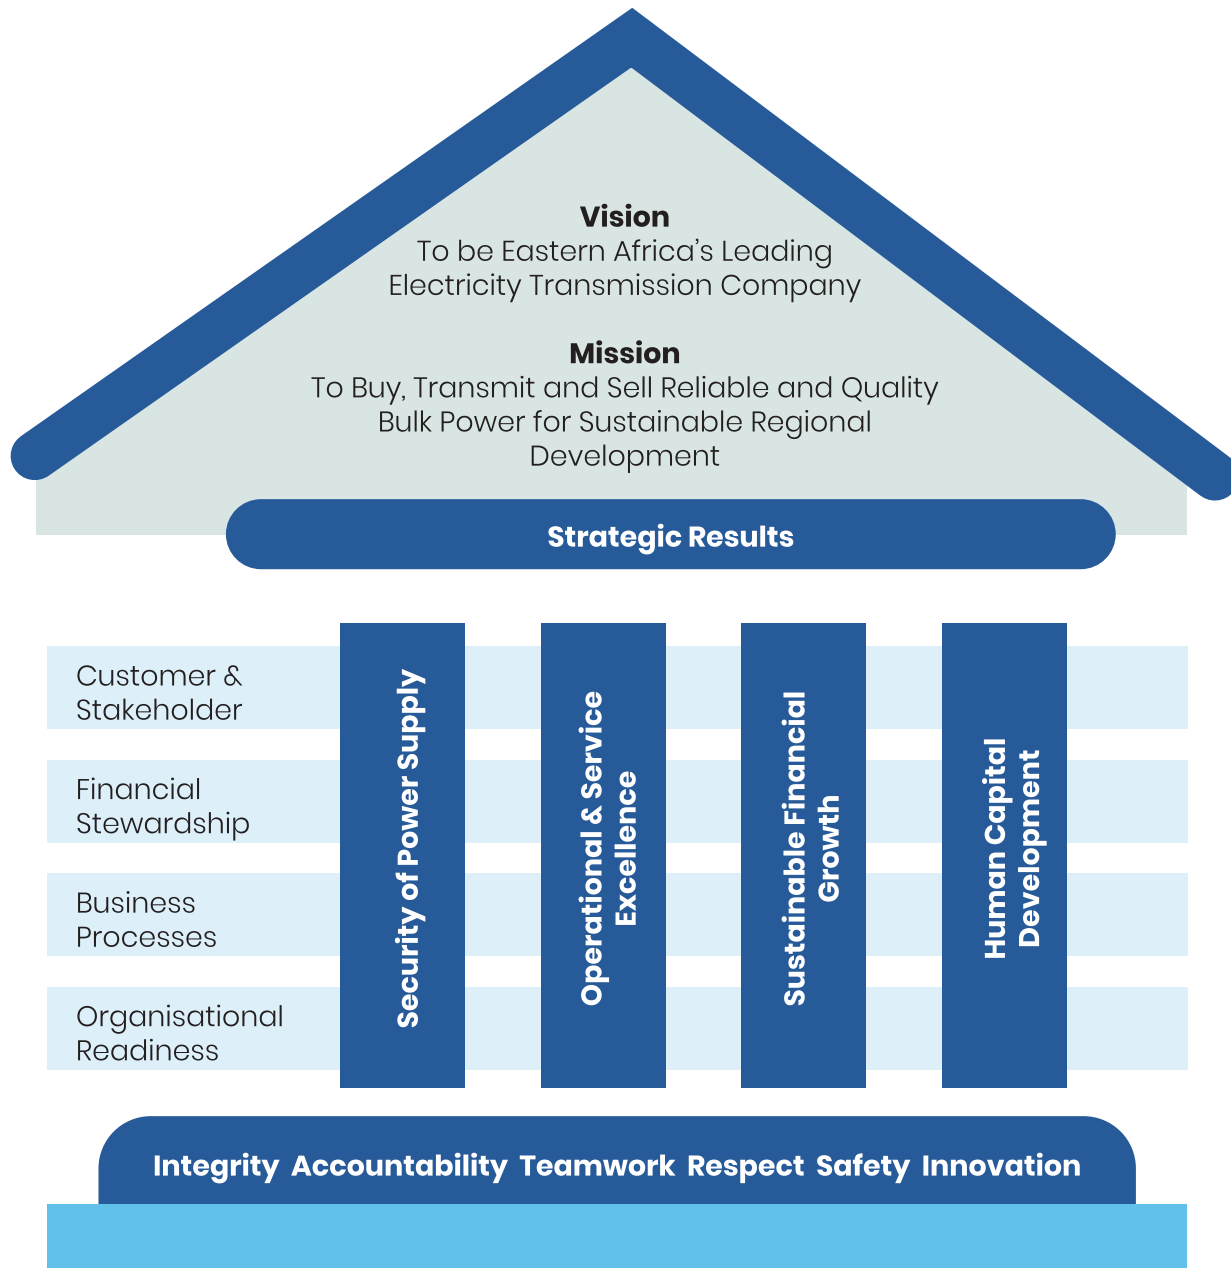 Vision
To be Eastern Africa's Leading
Electricity Transmission Company
Mission
To Buy, Transmit and Sell Reliable and Quality
Bulk Power for Sustainable Regional
Development
Strategic Results
Customer &
Stakeholder
Financial
Stewardship
Business
Processes
Organisational
Readiness
Security of Power Supply
Operational & Service
Excellence
Sustainable Financial
Growth
Human Capital
Development
Integrity Accountability Teamwork Respect Safety Innovation